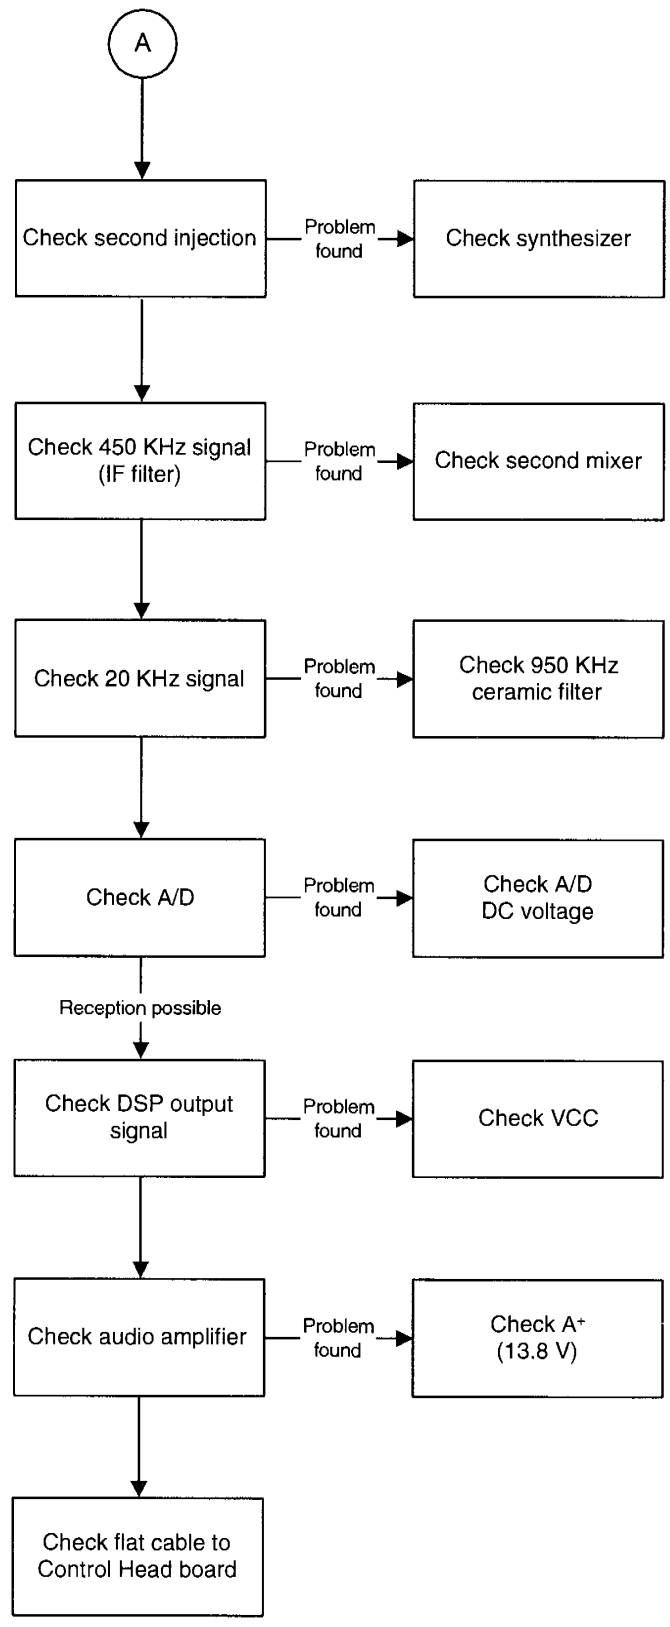 A
Check second injection
Problem
found
Check synthesizer
Check 450 KHz signal
(IF filter)
Problem
found
Check second mixer
Check 20 KHz signal
Problem
found
Check 950 KHz
ceramic filter
Check A/D
Problem
found
Check A/D
DC voltage
Reception possible
Check DSP output
signal
Problem
found
Check VCC
Check audio amplifier
Problem
found
Check A⁺
(13.8 V)
Check flat cable to
Control Head board